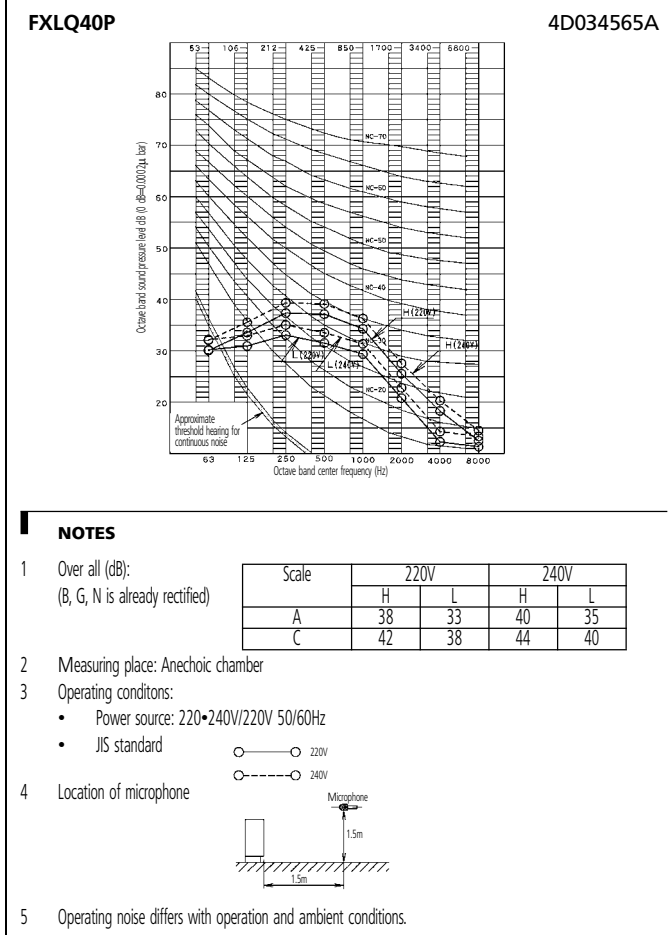 FXLQ40P 4D034565A
53 106 212 425 850 1700 3400 6800
80
70
60
50
40
30
20
NC-70
NC-60
NC-50
NC-40
NC-30
NC-20
H(220V)
H(240V)
L(220V)
L(240V)
Octave band sound pressure level dB (0 dB=0.0002μ bar)
Approximate
threshold hearing for
continuous noise
63 125 250 500 1000 2000 4000 8000
Octave band center frequency (Hz)
NOTES
1 Over all (dB):
(B, G, N is already rectified)
Scale 220V 240V
H L H L
A 38 33 40 35
C 42 38 44 40
2 Measuring place: Anechoic chamber
3 Operating conditons:
• Power source: 220•240V/220V 50/60Hz
• JIS standard
220V
240V
4 Location of microphone
Microphone
1.5m
1.5m
5 Operating noise differs with operation and ambient conditions.